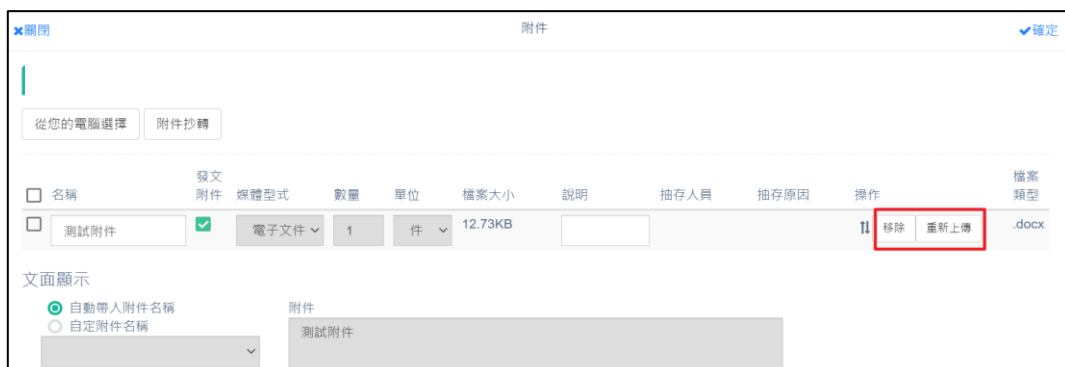 ✖關閉 附件 ✔確定
從您的電腦選擇 附件抄轉
名稱 發文附件 媒體型式 數量 單位 檔案大小 說明 抽存人員 抽存原因 操作 檔案類型
測試附件 電子文件 1 件 12.73KB 移除 重新上傳 .docx
文面顯示
自動帶入附件名稱 附件
自定附件名稱 測試附件